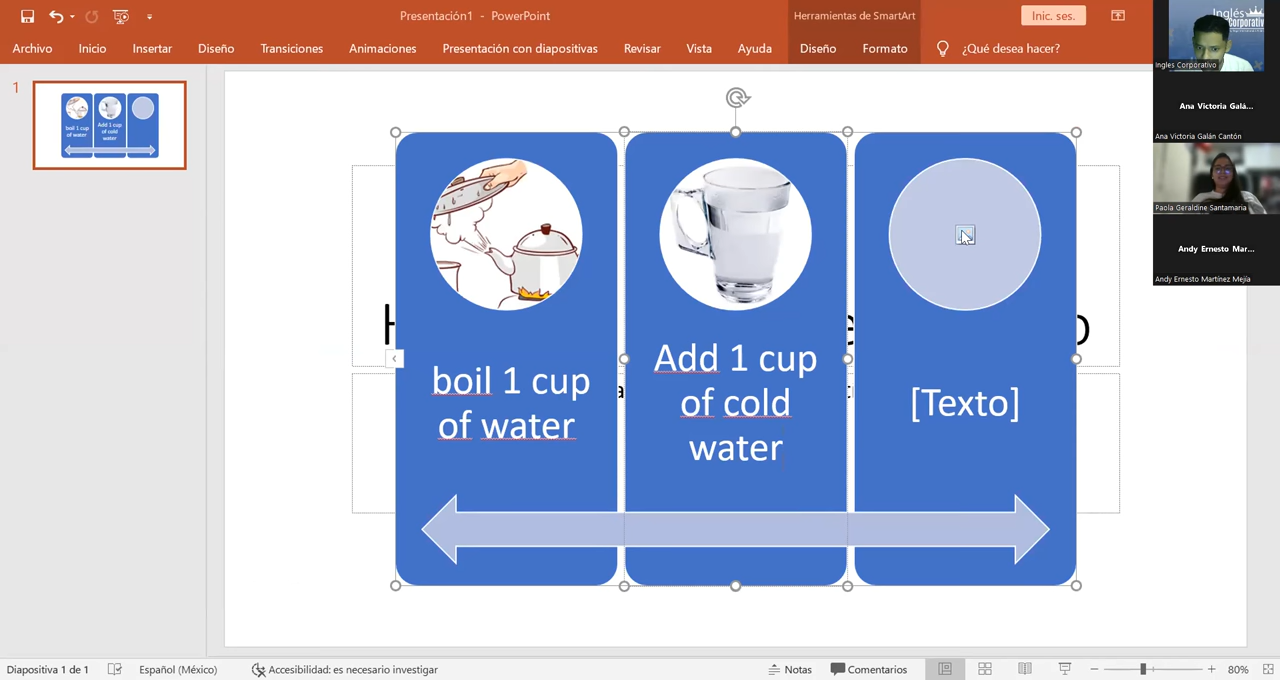 Presentación1 - PowerPoint
Herramientas de SmartArt
Inic. ses.
Archivo Inicio Insertar Diseño Transiciones Animaciones Presentación con diapositivas Revisar Vista Ayuda Diseño Formato ¿Qué desea hacer?
Inglés
Corporativo
Ingles Corporativo
Ana Victoria Galá...
Ana Victoria Galán Cantón
Paola Geraldine Santamaria
Andy Ernesto Mar...
Andy Ernesto Martínez Mejía
1
boil 1 cup
of water
Add 1 cup
of cold
water
boil 1 cup
of water
Add 1 cup
of cold
water
[Texto]
Diapositiva 1 de 1 Español (México) Accesibilidad: es necesario investigar Notas Comentarios 80%